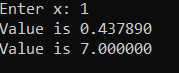 Enter x: 1
Value is 0.437890
Value is 7.000000